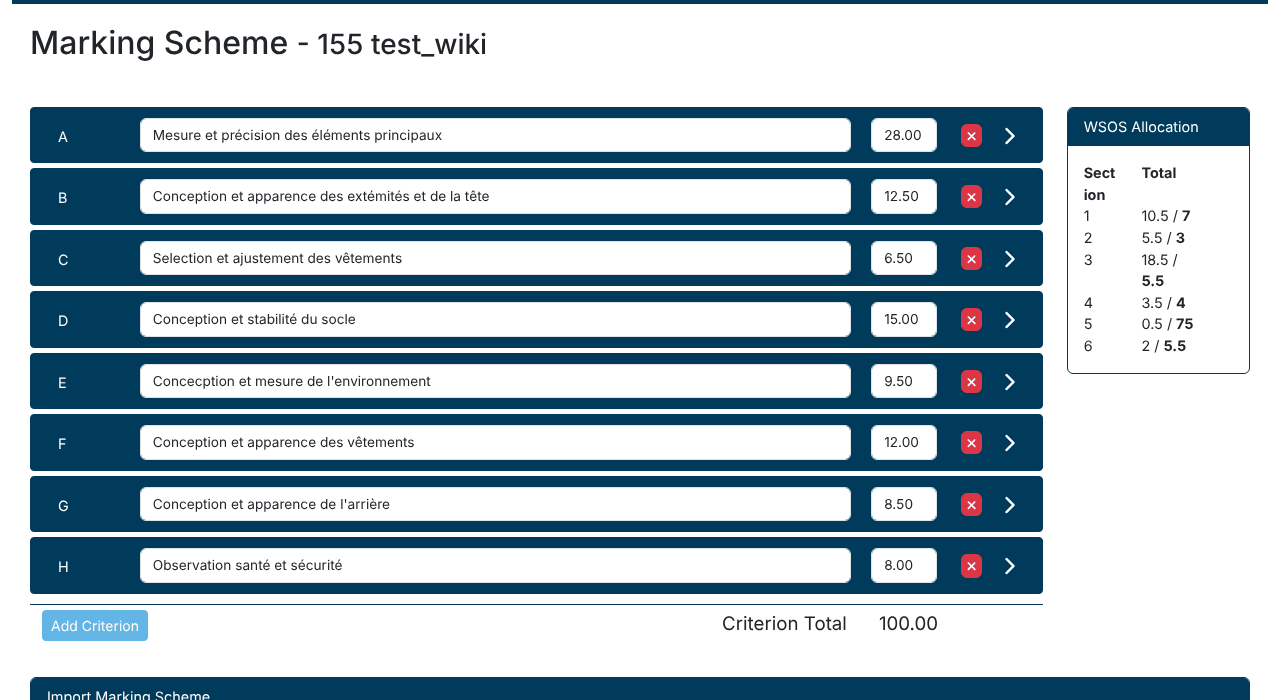 Marking Scheme - 155 test_wiki
A Mesure et précision des éléments principaux 28.00
B Conception et apparence des extémités et de la tête 12.50
C Selection et ajustement des vêtements 6.50
D Conception et stabilité du socle 15.00
E Concecption et mesure de l'environnement 9.50
F Conception et apparence des vêtements 12.00
G Conception et apparence de l'arrière 8.50
H Observation santé et sécurité 8.00
Add Criterion Criterion Total 100.00
WSOS Allocation
Sect Total
ion
1 10.5 / 7
2 5.5 / 3
3 18.5 /
5.5
4 3.5 / 4
5 0.5 / 75
6 2 / 5.5
Import Marking Scheme